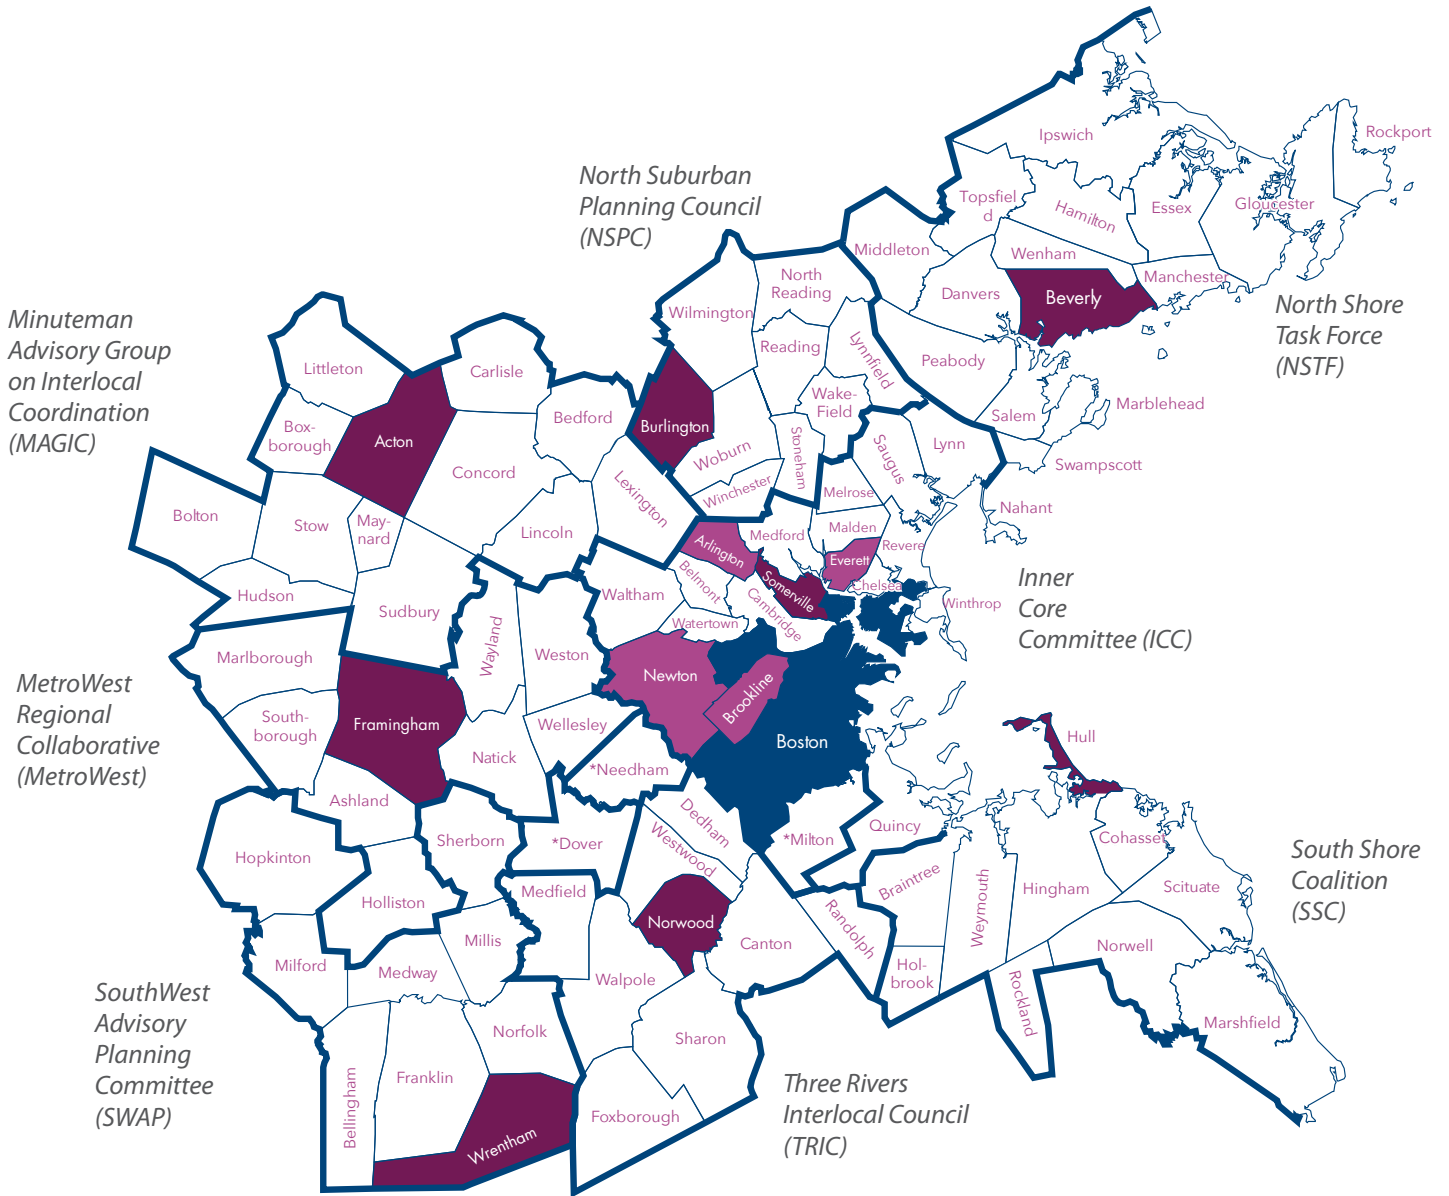 Ipswich
Rockport
Topsfiel
d
Hamilton
Essex
Gloucester
North Suburban
Planning Council
(NSPC)
Middleton
Wenham
Manchester
North
Reading
Danvers
Beverly
Wilmington
North Shore
Task Force
(NSTF)
Minuteman
Advisory Group
on Interlocal
Coordination
(MAGIC)
Littleton
Carlisle
Reading
Lynnfield
Peabody
Wake-
Field
Marblehead
Salem
Bedford
Burlington
Box-
borough
Acton
Concord
Woburn
Stoneham
Saugus
Lynn
Swampscott
Lexington
Winchester
Melrose
Nahant
Bolton
Stow
May-
nard
Lincoln
Medford
Malden
Revere
Arlington
Everett
Belmont
Somerville
Chelsea
Inner
Core
Committee (ICC)
Hudson
Sudbury
Waltham
Cambridge
Winthrop
Watertown
Marlborough
Wayland
Weston
Newton
Brookline
MetroWest
Regional
Collaborative
(MetroWest)
South-
borough
Framingham
Wellesley
Boston
Hull
Natick
*Needham
Ashland
Dedham
Quincy
*Milton
Cohasset
Sherborn
*Dover
Westwood
Hopkinton
South Shore
Coalition
(SSC)
Medfield
Braintree
Weymouth
Hingham
Scituate
Holliston
Norwood
Randolph
Millis
Canton
Norwell
Milford
Medway
Walpole
Hol-
brook
Rockland
SouthWest
Advisory
Planning
Committee
(SWAP)
Norfolk
Sharon
Marshfield
Bellingham
Franklin
Three Rivers
Interlocal Council
(TRIC)
Foxborough
Wrentham